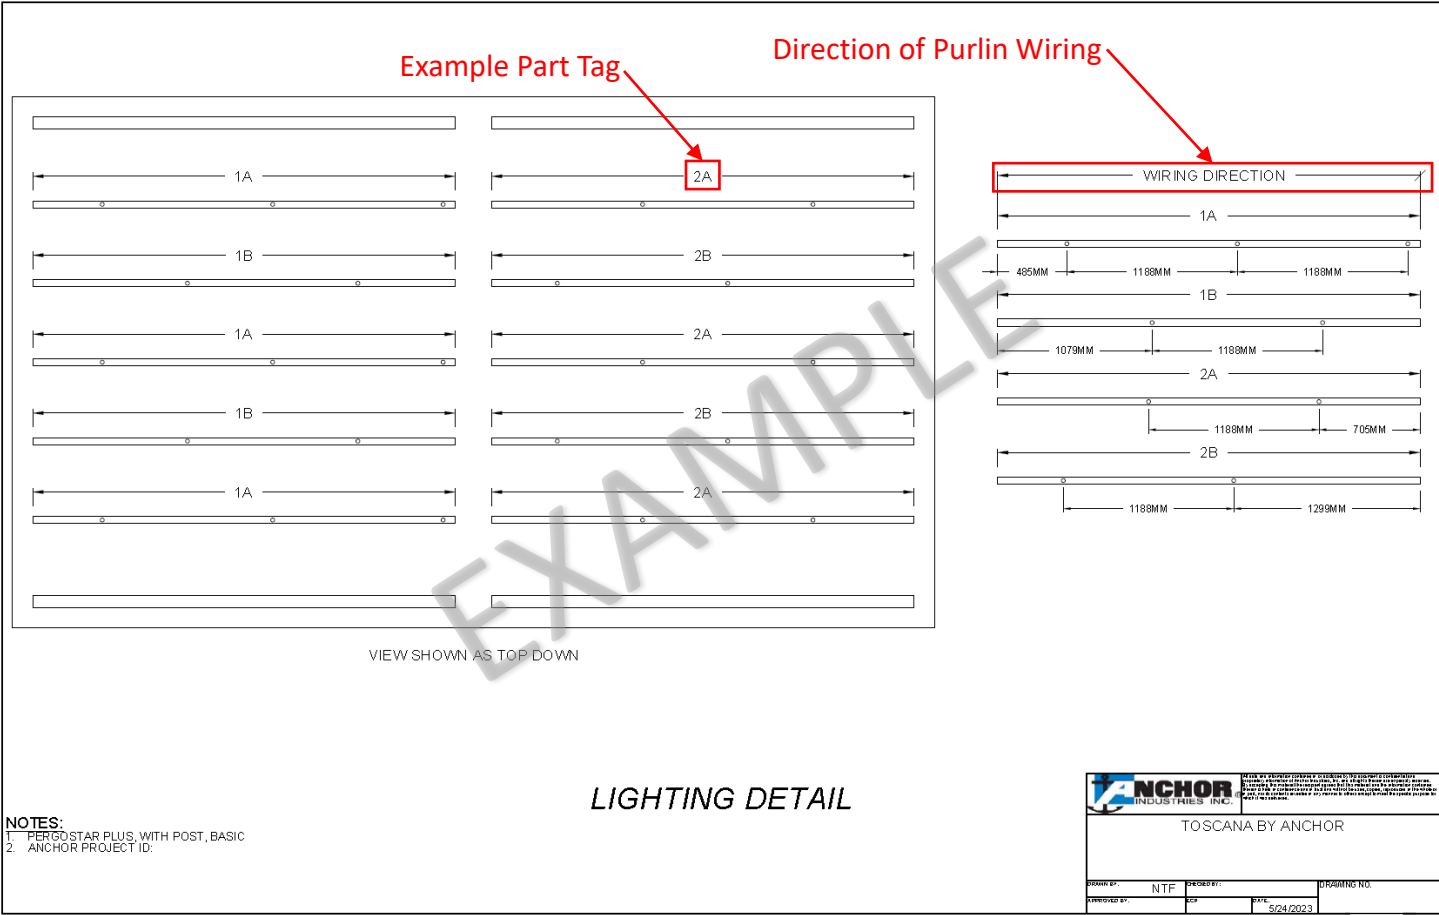 Example Part Tag
Direction of Purlin Wiring
1A
2A
1B
2B
1A
2A
1B
2B
1A
2A
WIRING DIRECTION
1A
485MM 1188MM 1188MM
1B
1079MM 1188MM
2A
1188MM 705MM
2B
1188MM 1299MM
EXAMPLE
VIEW SHOWN AS TOP DOWN
LIGHTING DETAIL
NOTES:
1. PERGOSTAR PLUS, WITH POST, BASIC
2. ANCHOR PROJECT ID:
ANCHOR
INDUSTRIES INC.
TOSCANA BY ANCHOR
DRAWN BY: NTF CHECKED BY: DRAWING NO.
APPROVED BY: ECP DATE: 5/24/2023